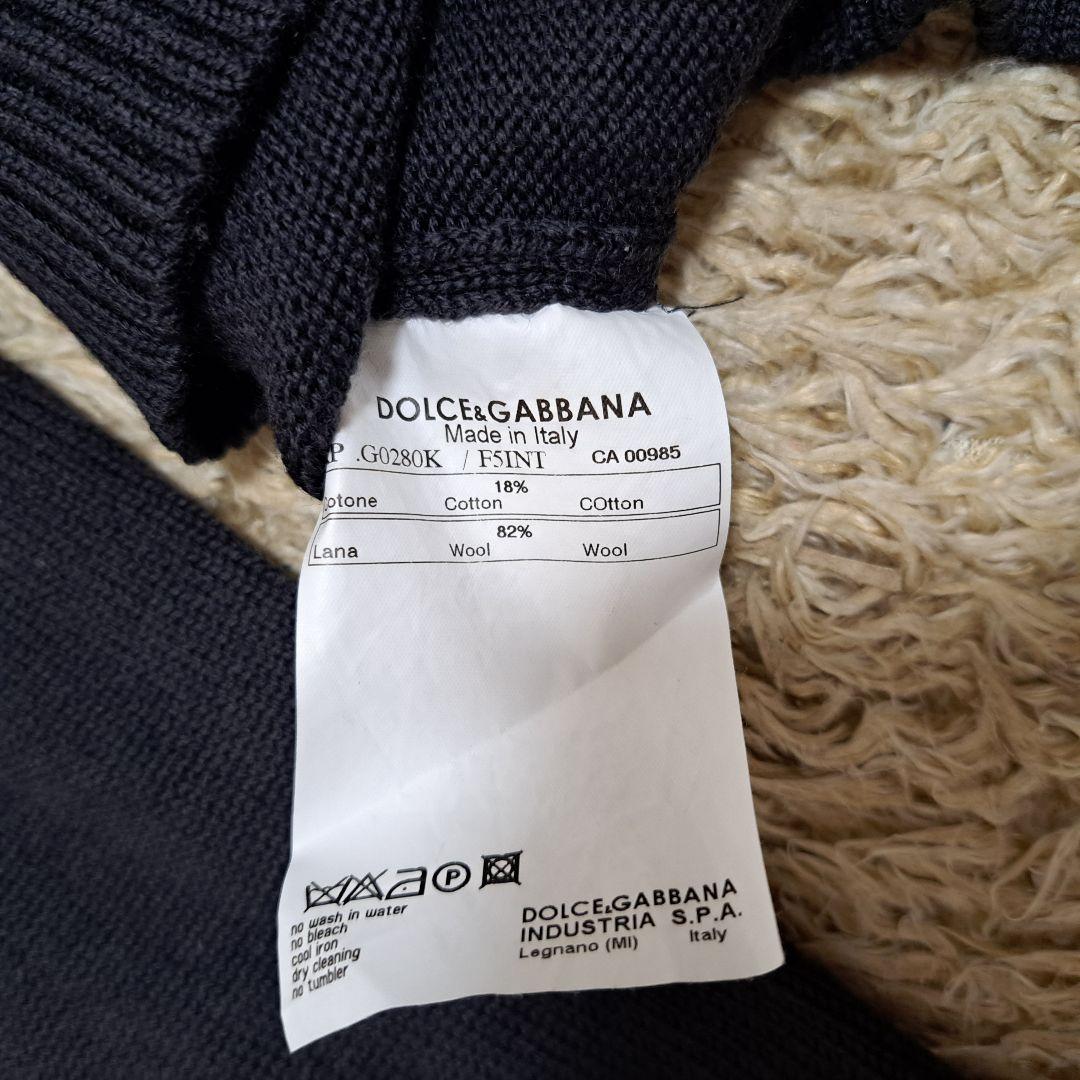 DOLCE&GABBANA
Made in Italy
.G0280K / F5INT CA 00985
18%
Cotton COtton
82%
Lana Wool Wool
P
no wash in water
no bleach
cool iron
dry cleaning
no tumbler
DOLCE&GABBANA
INDUSTRIA S.P.A.
Legnano (MI) Italy